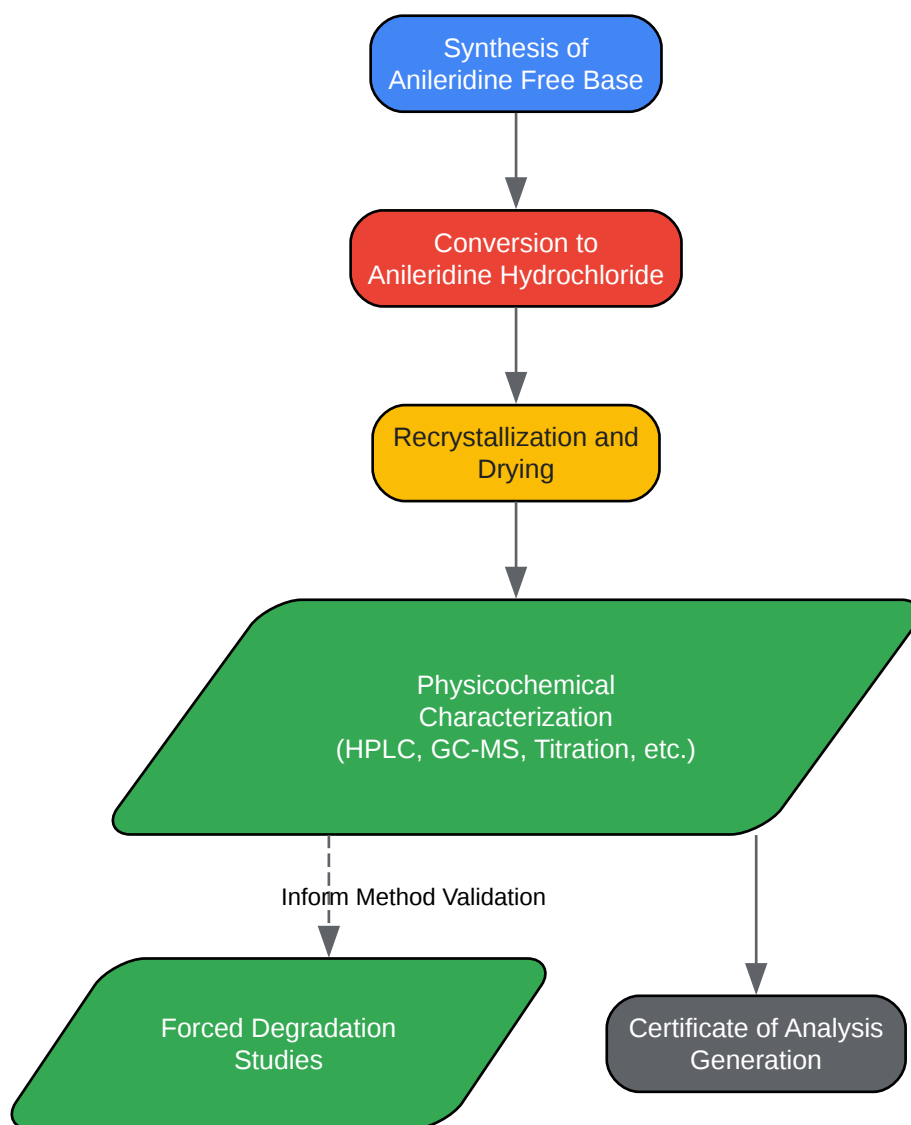 Synthesis of
Anileridine Free Base
Conversion to
Anileridine Hydrochloride
Recrystallization and
Drying
Physicochemical
Characterization
(HPLC, GC-MS, Titration, etc.)
Inform Method Validation
Forced Degradation
Studies
Certificate of Analysis
Generation